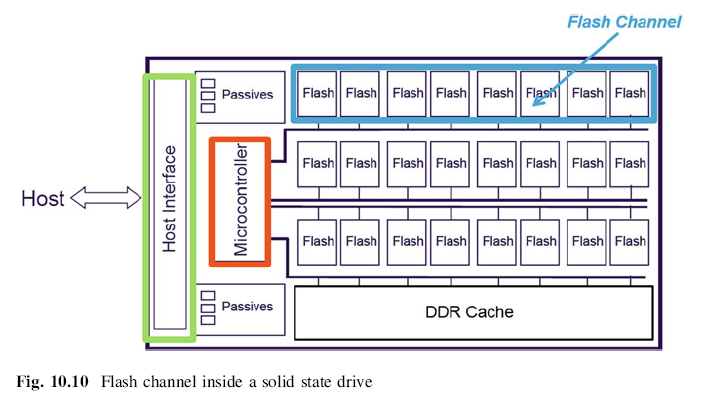 Flash Channel
Passives
Flash Flash Flash Flash Flash Flash Flash Flash
Host
Host Interface
Microcontroller
Flash Flash Flash Flash Flash Flash Flash Flash
Flash Flash Flash Flash Flash Flash Flash Flash
Passives
DDR Cache
Fig. 10.10 Flash channel inside a solid state drive